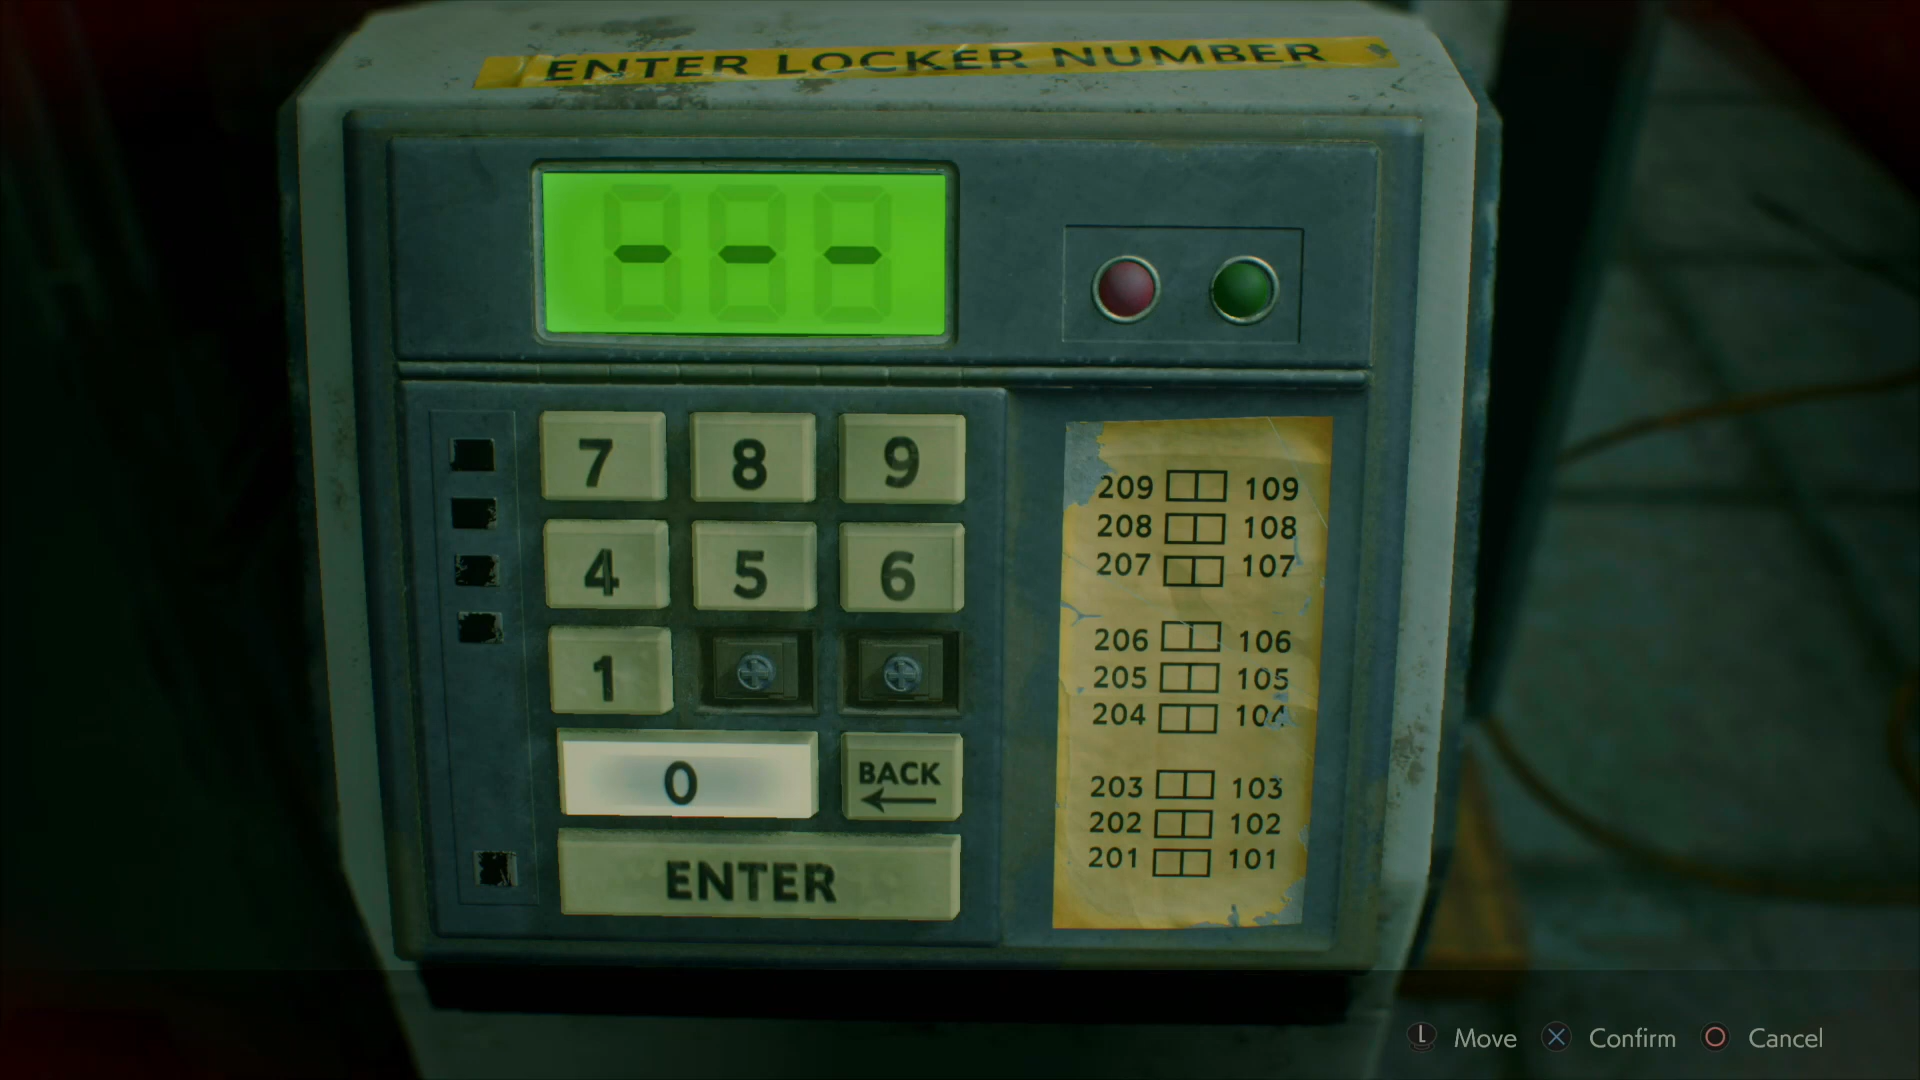 ENTER LOCKER NUMBER
- - -
7 8 9
4 5 6
1
0 BACK
ENTER
209 109
208 108
207 107
206 106
205 105
204 104
203 103
202 102
201 101
L Move Confirm Cancel